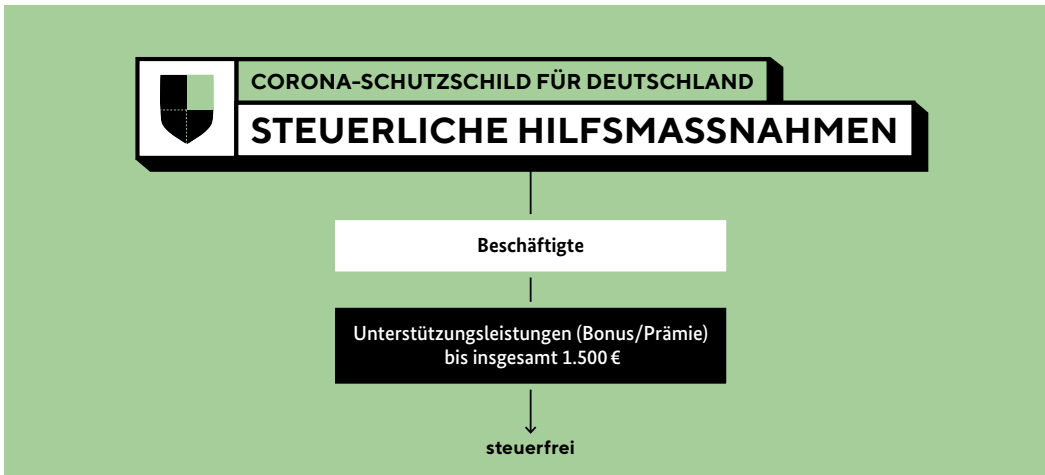 CORONA-SCHUTZSCHILD FÜR DEUTSCHLAND
STEUERLICHE HILFSMASSNAHMEN
Beschäftigte
Unterstützungsleistungen (Bonus/Prämie)
bis insgesamt 1.500 €
steuerfrei